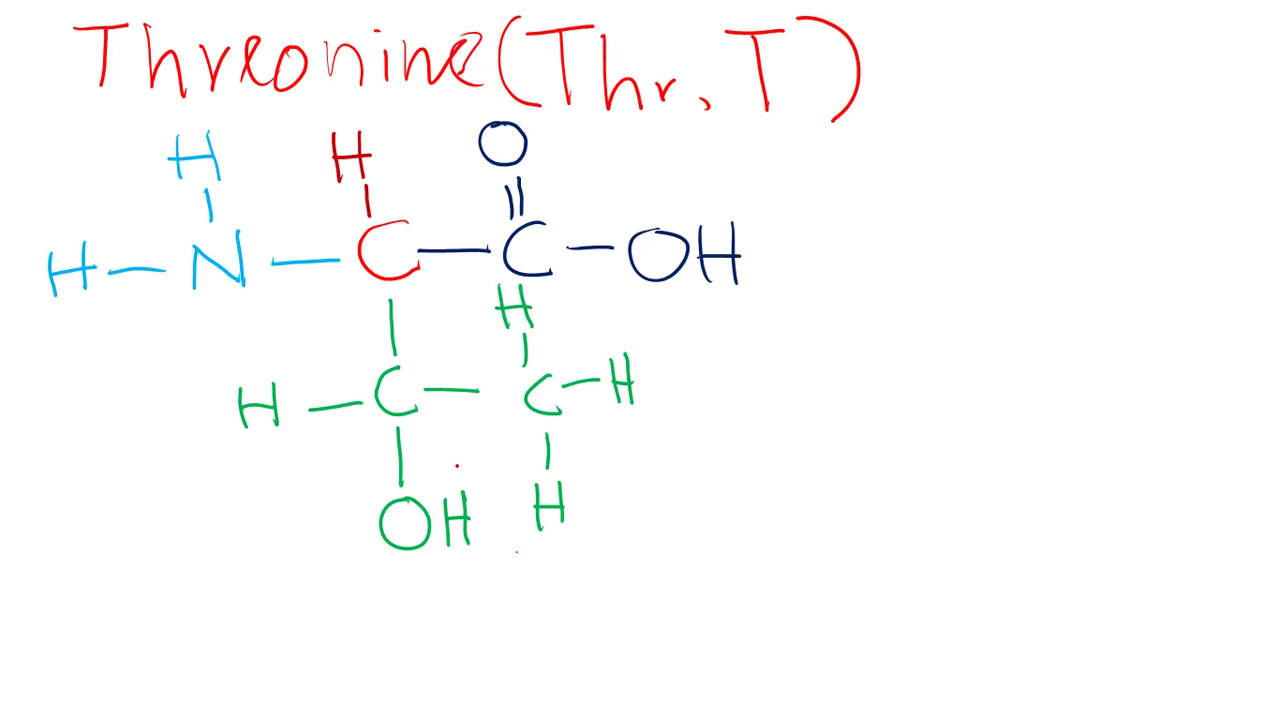 Threonine (Thr, T)
H H O
H - N - C - C - OH
H
H - C - C - H
OH H